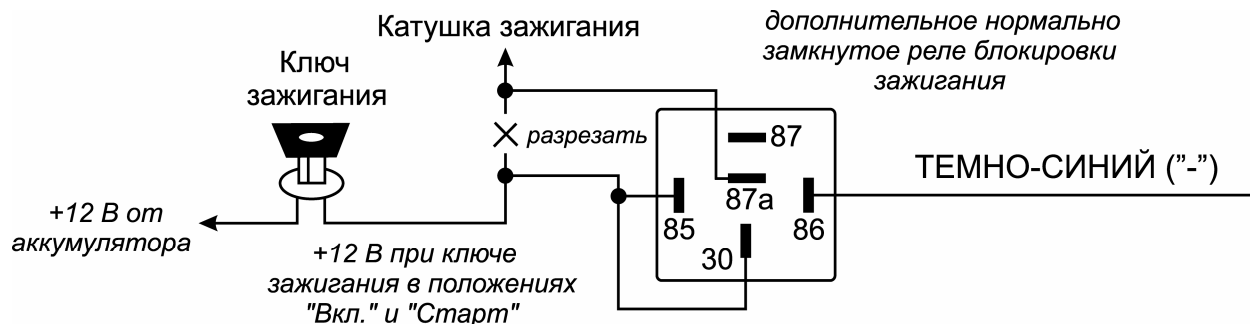 Катушка зажигания
дополнительное нормально
замкнутое реле блокировки
зажигания
Ключ
зажигания
разрезать
87
87a
85
86
30
ТЕМНО-СИНИЙ ("-")
+12 В от
аккумулятора
+12 В при ключе
зажигания в положениях
"Вкл." и "Старт"